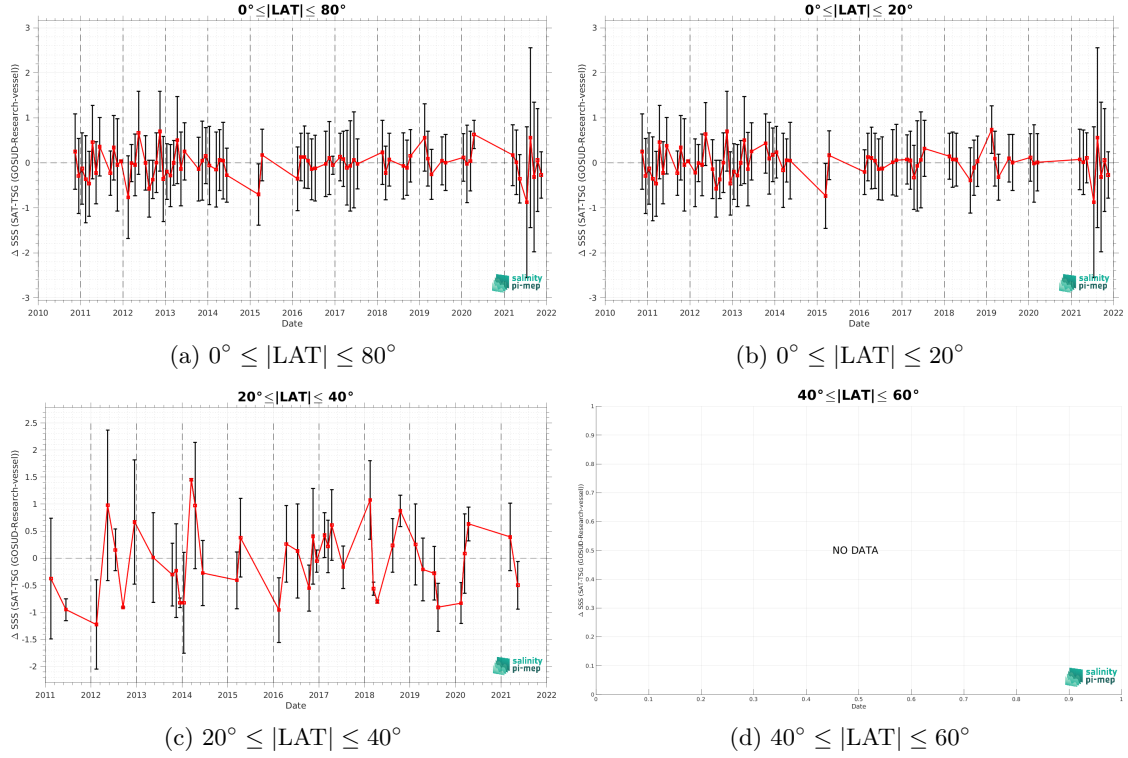 0°≤|LAT|≤ 80°
Δ SSS (SAT-TSG (GOSUD-Research-vessel))
3
2
1
0
-1
-2
-3
2010 2011 2012 2013 2014 2015 2016 2017 2018 2019 2020 2021 2022
Date
salinity
pi-mep
(a) 0° ≤ |LAT| ≤ 80°
0°≤|LAT|≤ 20°
Δ SSS (SAT-TSG (GOSUD-Research-vessel))
3
2
1
0
-1
-2
-3
2010 2011 2012 2013 2014 2015 2016 2017 2018 2019 2020 2021 2022
Date
salinity
pi-mep
(b) 0° ≤ |LAT| ≤ 20°
20°≤|LAT|≤ 40°
Δ SSS (SAT-TSG (GOSUD-Research-vessel))
2.5
2
1.5
1
0.5
0
-0.5
-1
-1.5
-2
2011 2012 2013 2014 2015 2016 2017 2018 2019 2020 2021 2022
Date
salinity
pi-mep
(c) 20° ≤ |LAT| ≤ 40°
40°≤|LAT|≤ 60°
Δ SSS (SAT-TSG (GOSUD-Research-vessel))
1
0.9
0.8
0.7
0.6
0.5
0.4
0.3
0.2
0.1
0
NO DATA
0 0.1 0.2 0.3 0.4 0.5 0.6 0.7 0.8 0.9 1
Date
salinity
pi-mep
(d) 40° ≤ |LAT| ≤ 60°